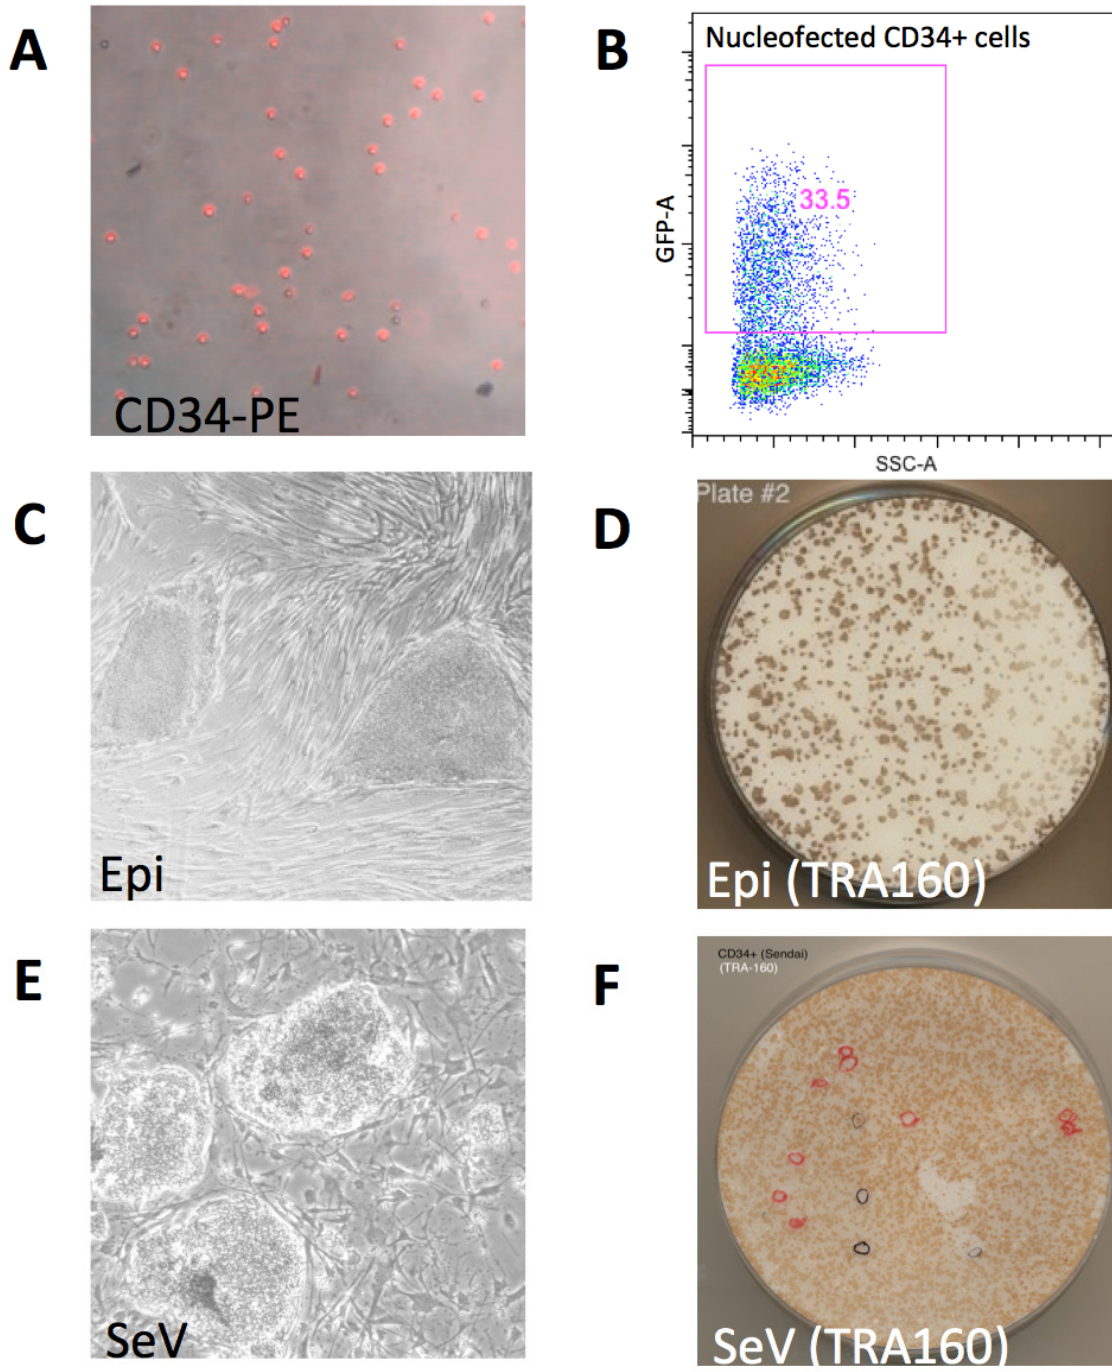 A
CD34-PE
B
Nucleofected CD34+ cells
33.5
GFP-A
SSC-A
C
Epi
D
Plate #2
Epi (TRA160)
E
SeV
F
CD34+ (Sendai)
(TRA-160)
SeV (TRA160)